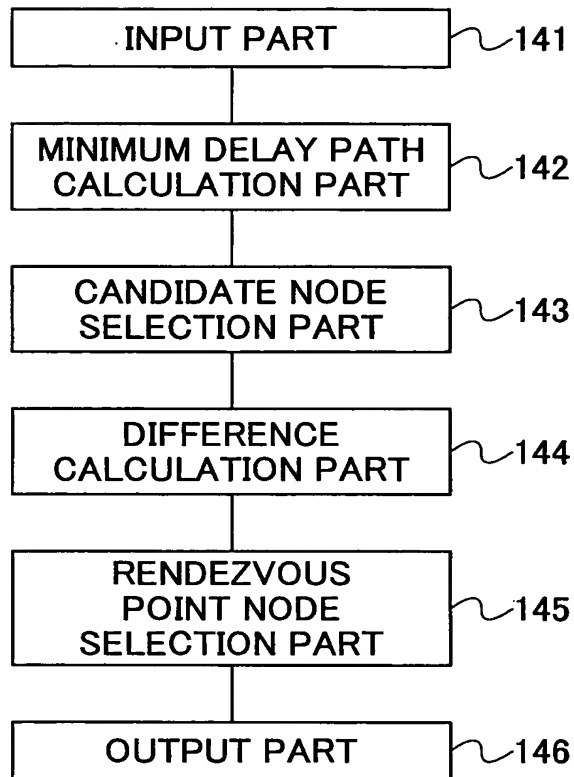 INPUT PART
141
MINIMUM DELAY PATH
CALCULATION PART
142
CANDIDATE NODE
SELECTION PART
143
DIFFERENCE
CALCULATION PART
144
RENDEZVOUS
POINT NODE
SELECTION PART
145
OUTPUT PART
146